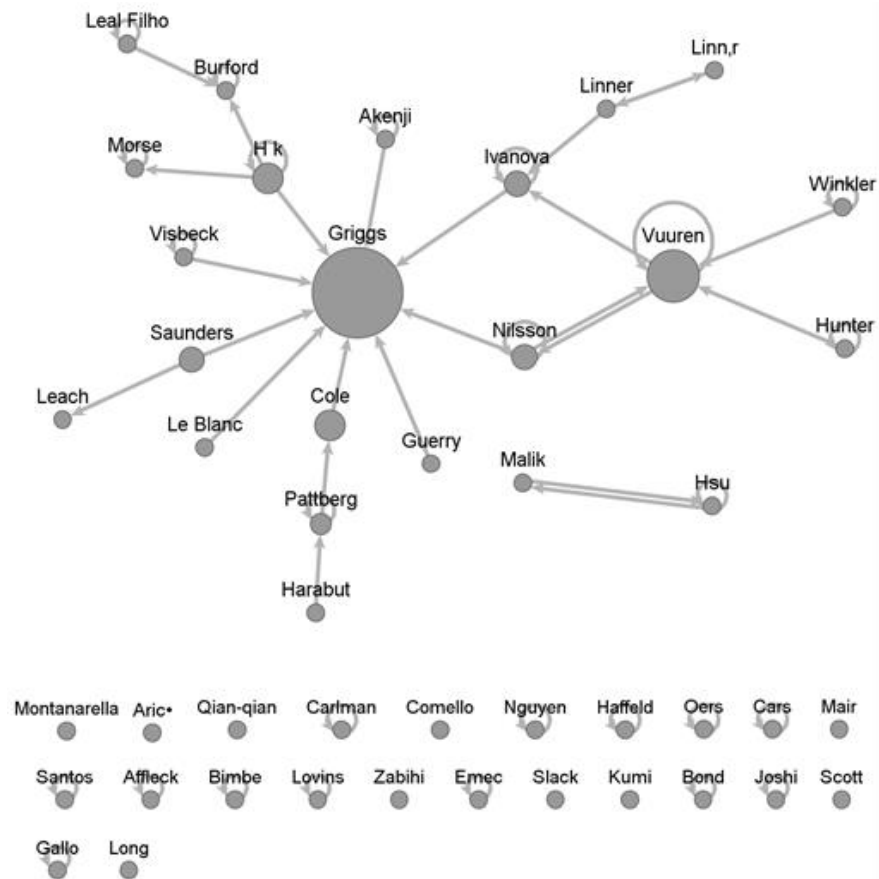 Leal Filho
Linn,r
Burford
Linner
Akenji
Morse
H k
Ivanova
Winkler
Visbeck
Griggs
Vuuren
Saunders
Nilsson
Hunter
Leach
Cole
Le Blanc
Guerry
Malik
Hsu
Pattberg
Harabut
Montanarella Aric• Qian-qian Carlman Comello Nguyen Haffeld Oers Cars Mair
Santos Affleck Bimbe Lovins Zabihi Emec Slack Kumi Bond Joshi Scott
Gallo Long